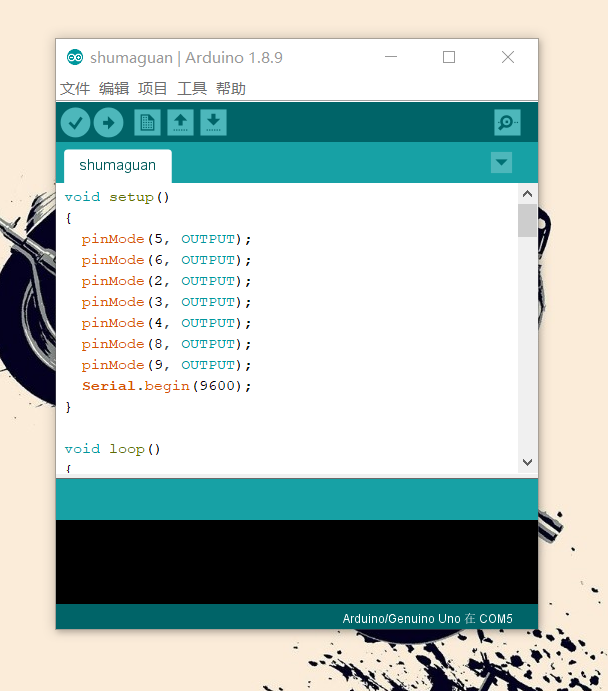 shumaguan | Arduino 1.8.9
文件 编辑 项目 工具 帮助
shumaguan
void setup()
{
  pinMode(5, OUTPUT);
  pinMode(6, OUTPUT);
  pinMode(2, OUTPUT);
  pinMode(3, OUTPUT);
  pinMode(4, OUTPUT);
  pinMode(8, OUTPUT);
  pinMode(9, OUTPUT);
  Serial.begin(9600);
}
void loop()
{
Arduino/Genuino Uno 在 COM5